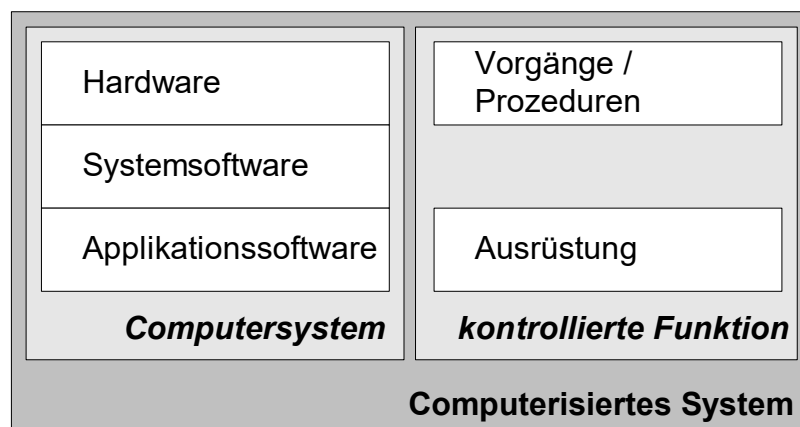 Hardware
Systemsoftware
Applikationssoftware
Computersystem
Vorgänge /
Prozeduren
Ausrüstung
kontrollierte Funktion
Computerisiertes System